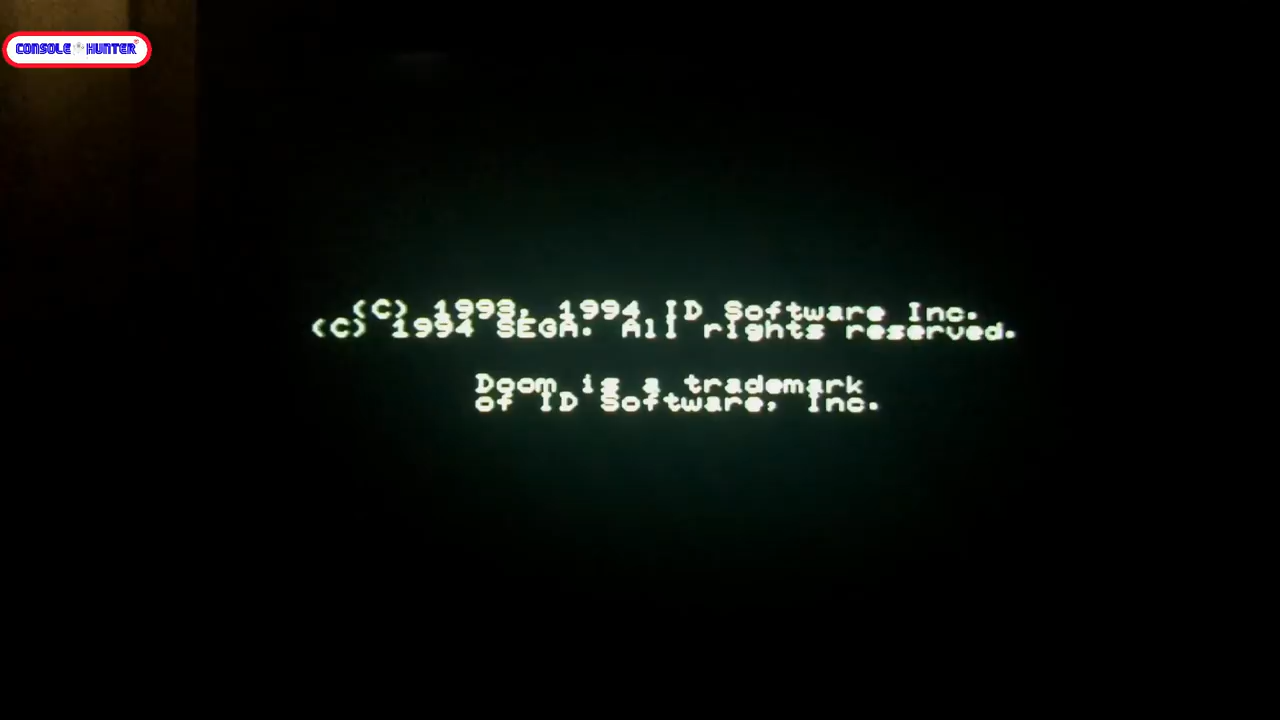 CONSOLE HUNTER
(C) 1993, 1994 ID Software Inc.
(C) 1994 SEGA. All rights reserved.
Doom is a trademark
of ID Software, Inc.